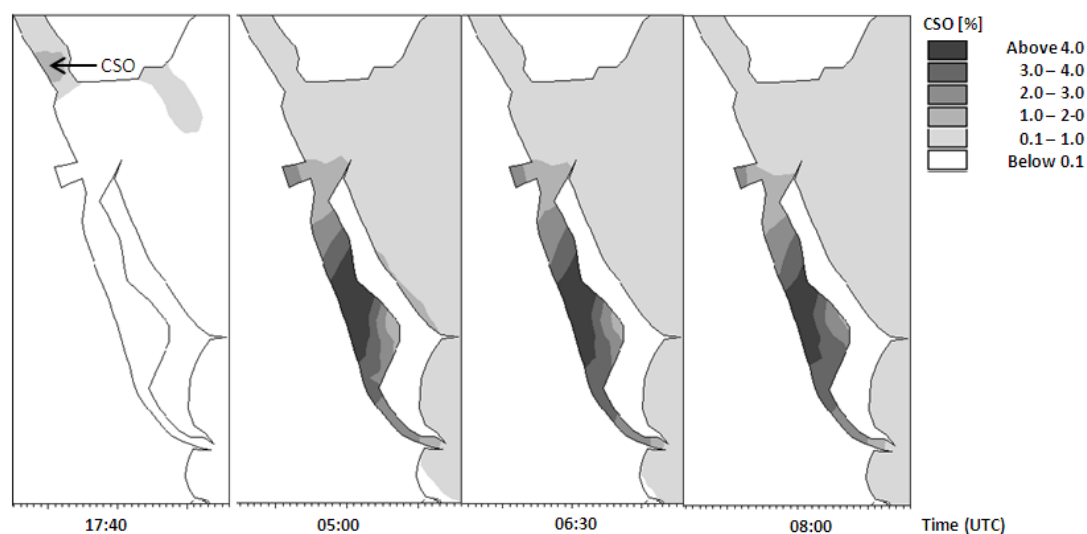 CSO [%]
Above 4.0
3.0 – 4.0
2.0 – 3.0
1.0 – 2-0
0.1 – 1.0
Below 0.1
CSO
17:40
05:00
06:30
08:00
Time (UTC)